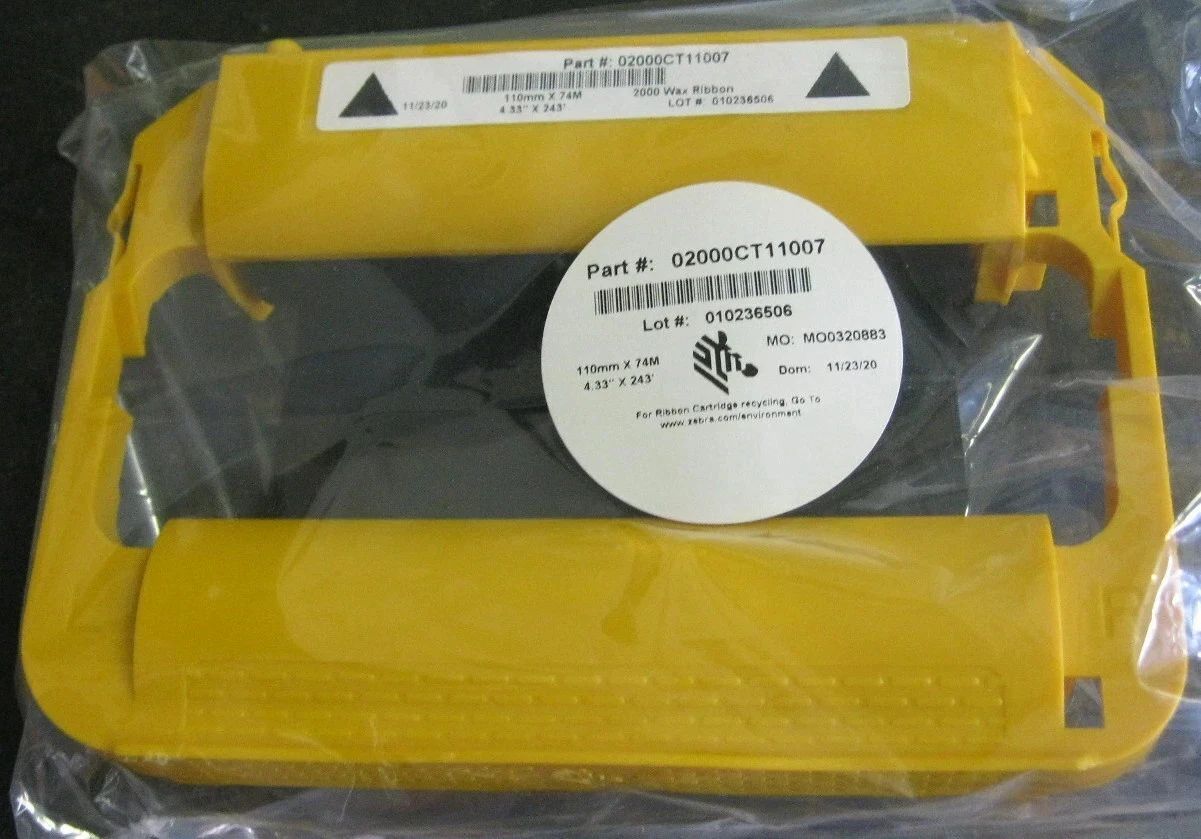 Part #: 02000CT11007
11/23/20
110mm X 74M 2000 Wax Ribbon
4.33" X 243' LOT #: 010236506
Part #: 02000CT11007
Lot #: 010236506
MO: MO0320883
110mm X 74M
4.33" X 243'
Dom: 11/23/20
For Ribbon Cartridge recycling, Go To
www.zebra.com/environment